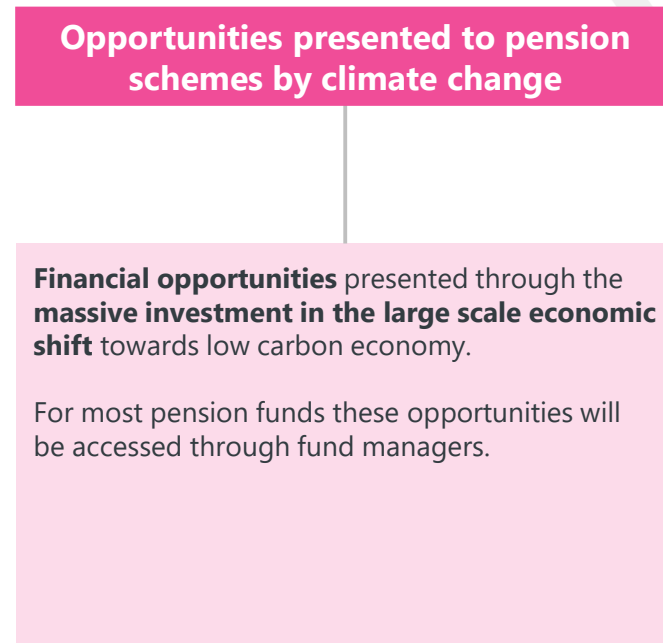 Opportunities presented to pension
schemes by climate change
Financial opportunities presented through the
massive investment in the large scale economic
shift towards low carbon economy.
For most pension funds these opportunities will
be accessed through fund managers.